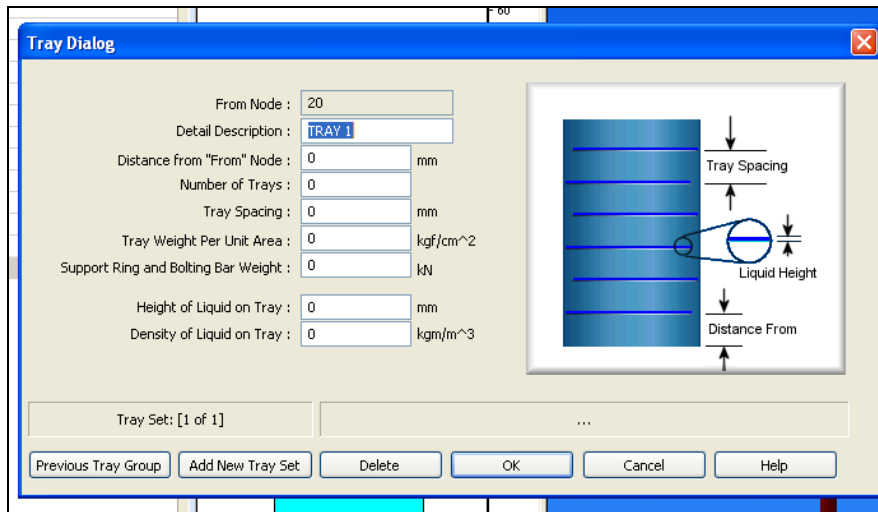 60
Tray Dialog
From Node : 20
Detail Description : TRAY 1
Distance from "From" Node : 0 mm
Number of Trays : 0
Tray Spacing : 0 mm
Tray Weight Per Unit Area : 0 kgf/cm^2
Support Ring and Bolting Bar Weight : 0 kN
Height of Liquid on Tray : 0 mm
Density of Liquid on Tray : 0 kgm/m^3
Tray Spacing
Liquid Height
Distance From
Tray Set: [1 of 1] ...
Previous Tray Group Add New Tray Set Delete OK Cancel Help